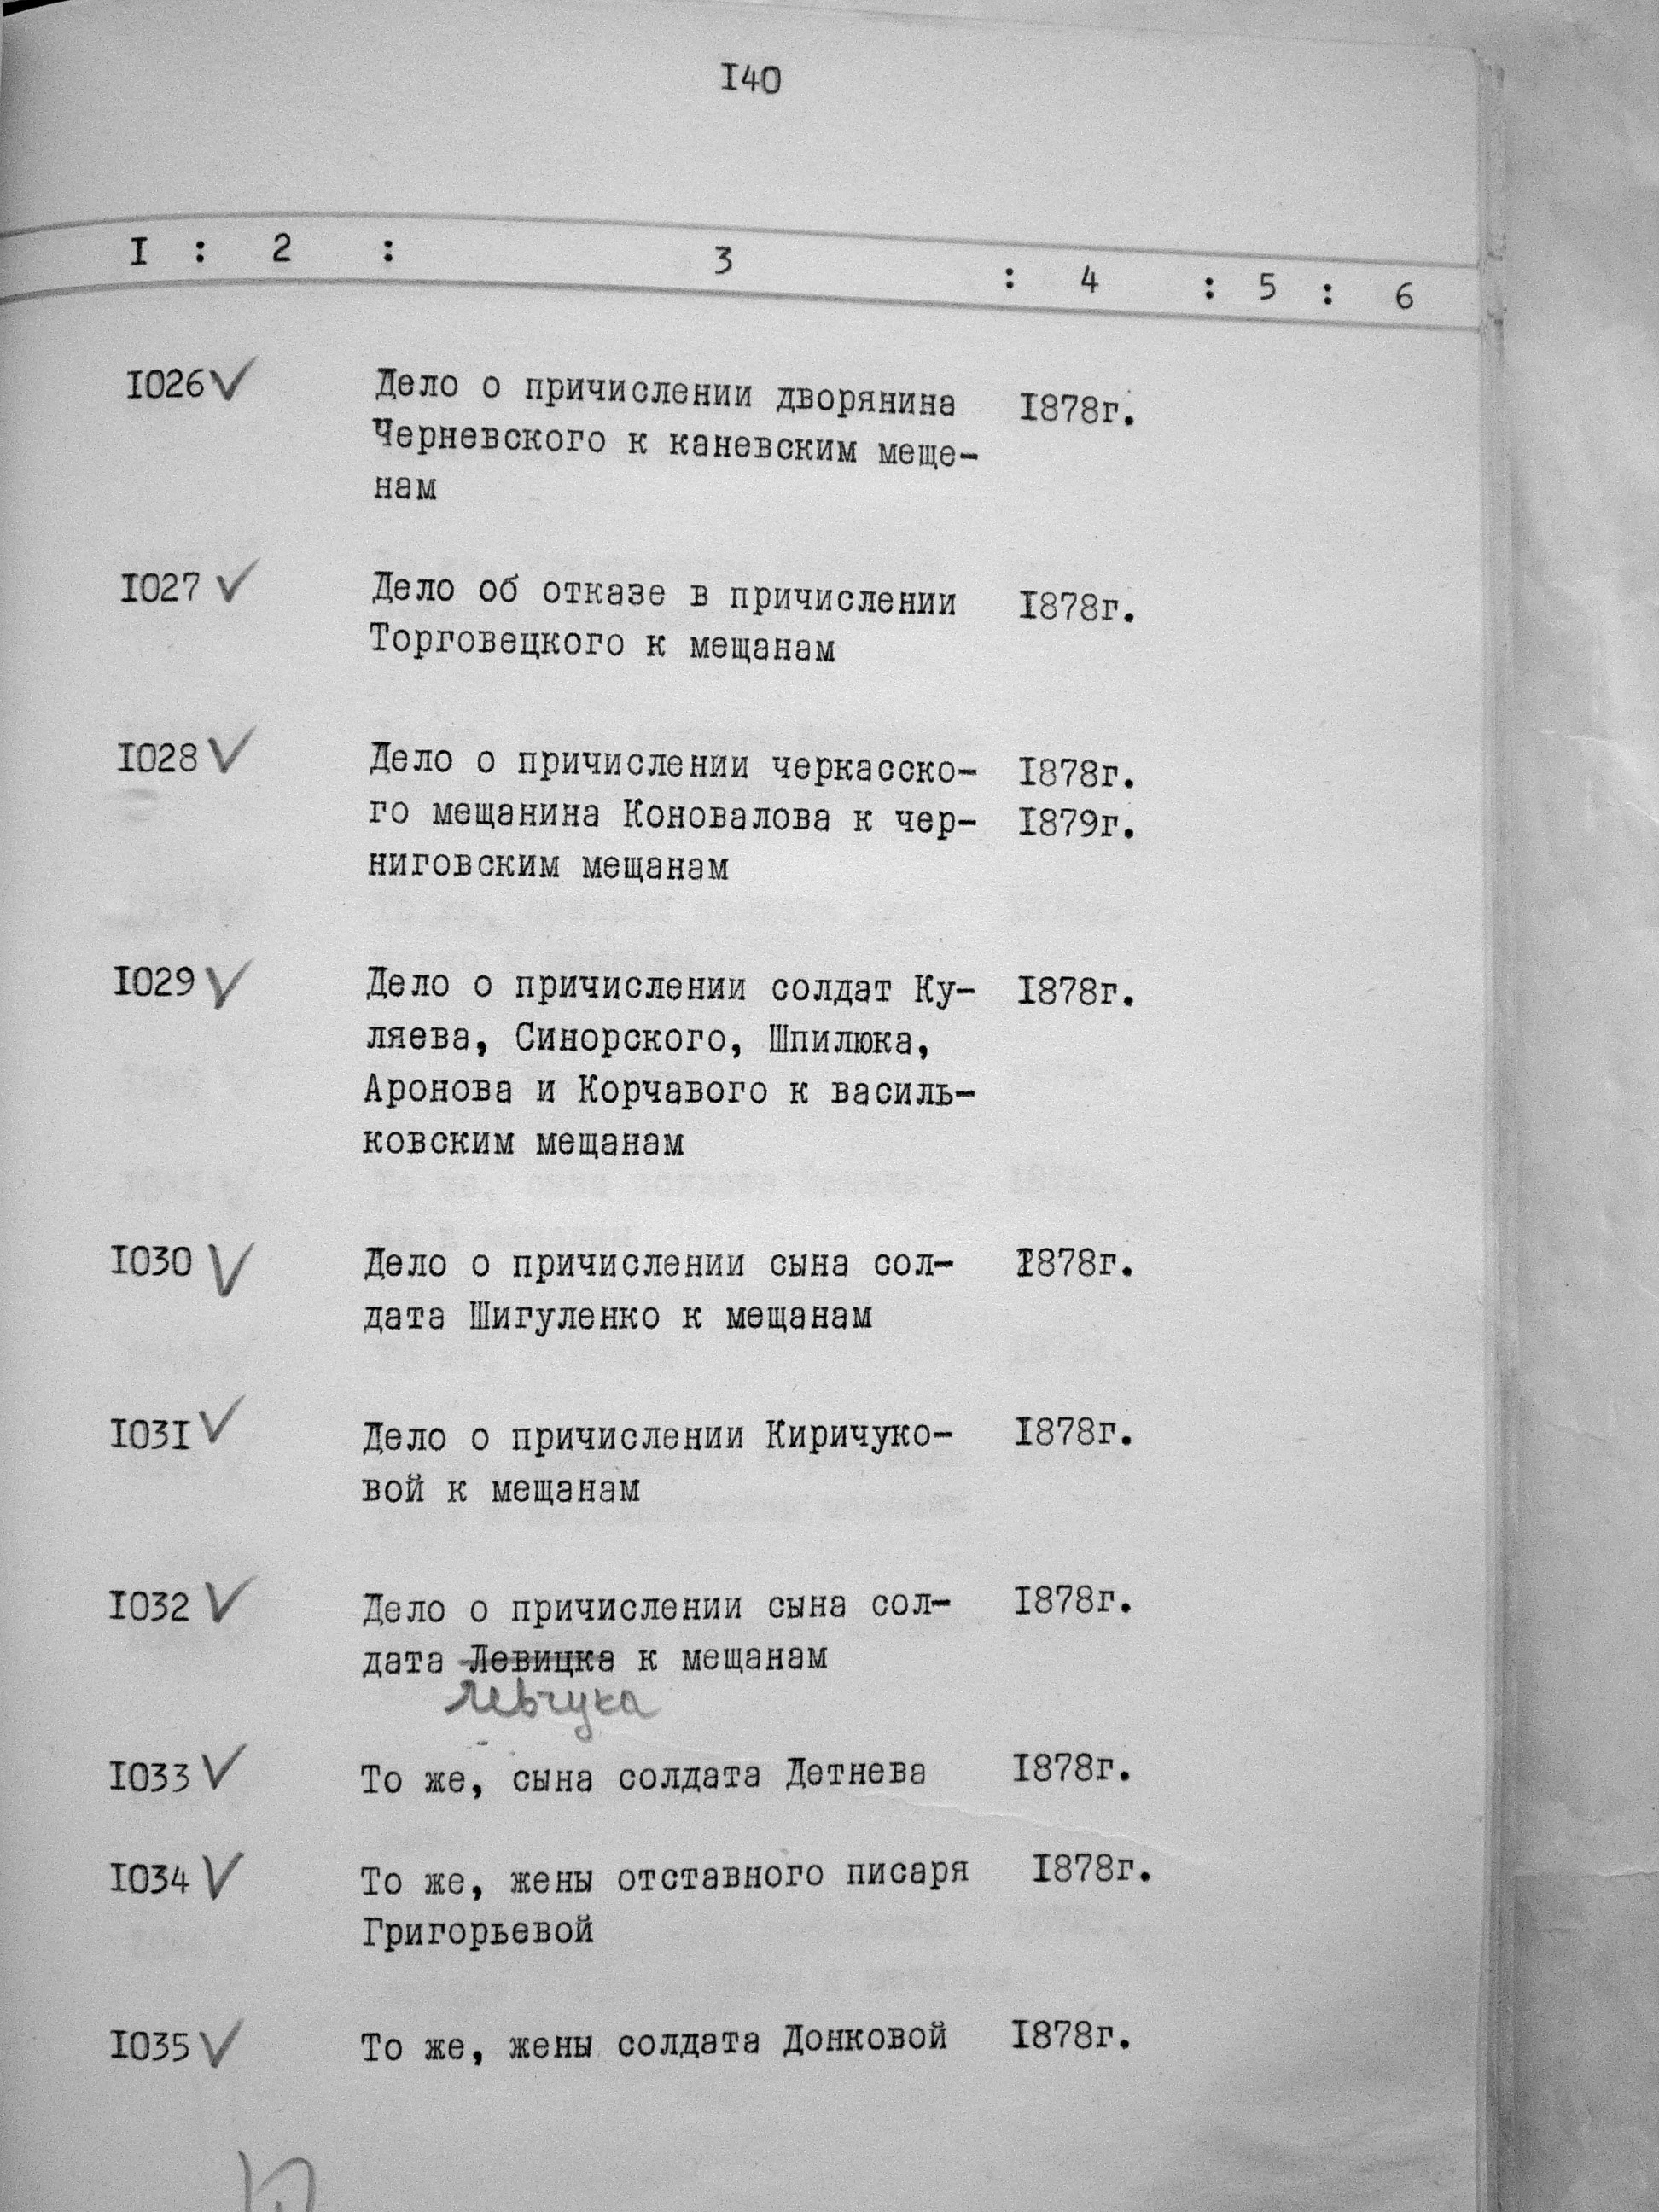 I40
I : 2 : 3 : 4 : 5 : 6
I026 V Дело о причислении дворянина I878г.
Черневского к каневским меще-
нам
I027 V Дело об отказе в причислении I878г.
Торговецкого к мещанам
I028 V Дело о причислении черкасско- I878г.
го мещанина Коновалова к чер- I879г.
ниговским мещанам
I029 V Дело о причислении солдат Ку- I878г.
ляева, Синорского, Шпилюка,
Аронова и Корчавого к василь-
ковским мещанам
I030 V Дело о причислении сына сол- I878г.
дата Шигуленко к мещанам
I03I V Дело о причислении Киричуко- I878г.
вой к мещанам
I032 V Дело о причислении сына сол- I878г.
дата Левицка к мещанам
Левчука
I033 V То же, сына солдата Детнева I878г.
I034 V То же, жены отставного писаря I878г.
Григорьевой
I035 V То же, жены солдата Донковой I878г.